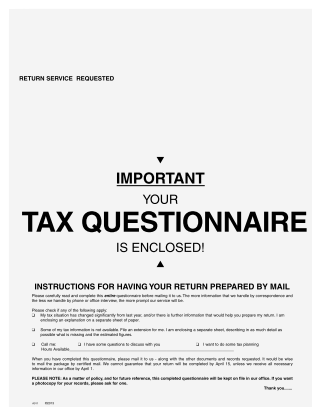 RETURN SERVICE REQUESTED
IMPORTANT
YOUR
TAX QUESTIONNAIRE
IS ENCLOSED!
INSTRUCTIONS FOR HAVING YOUR RETURN PREPARED BY MAIL
Please carefully read and complete this entire questionnaire before mailing it to us. The more information that we handle by correspondence and
the less we handle by phone or office interview, the more prompt our service will be.
Please check if any of the following apply:
❏ My tax situation has changed significantly from last year, and/or there is further information that would help you prepare my return. I am
enclosing an explanation on a separate sheet of paper.
❏ Some of my tax information is not available. File an extension for me. I am enclosing a separate sheet, describing in as much detail as
possible what is missing and the estimated figures.
❏ Call me: ❏ I have some questions to discuss with you ❏ I want to do some tax planning
Hours Available
When you have completed this questionnaire, please mail it to us - along with the other documents and records requested. It would be wise
to mail the package by certified mail. We cannot guarantee that your return will be completed by April 15, unless we receive all necessary
information in our office by April 1.
PLEASE NOTE: As a matter of policy, and for future reference, this completed questionnaire will be kept on file in our office. If you want
a photocopy for your records, please ask for one.
Thank you......